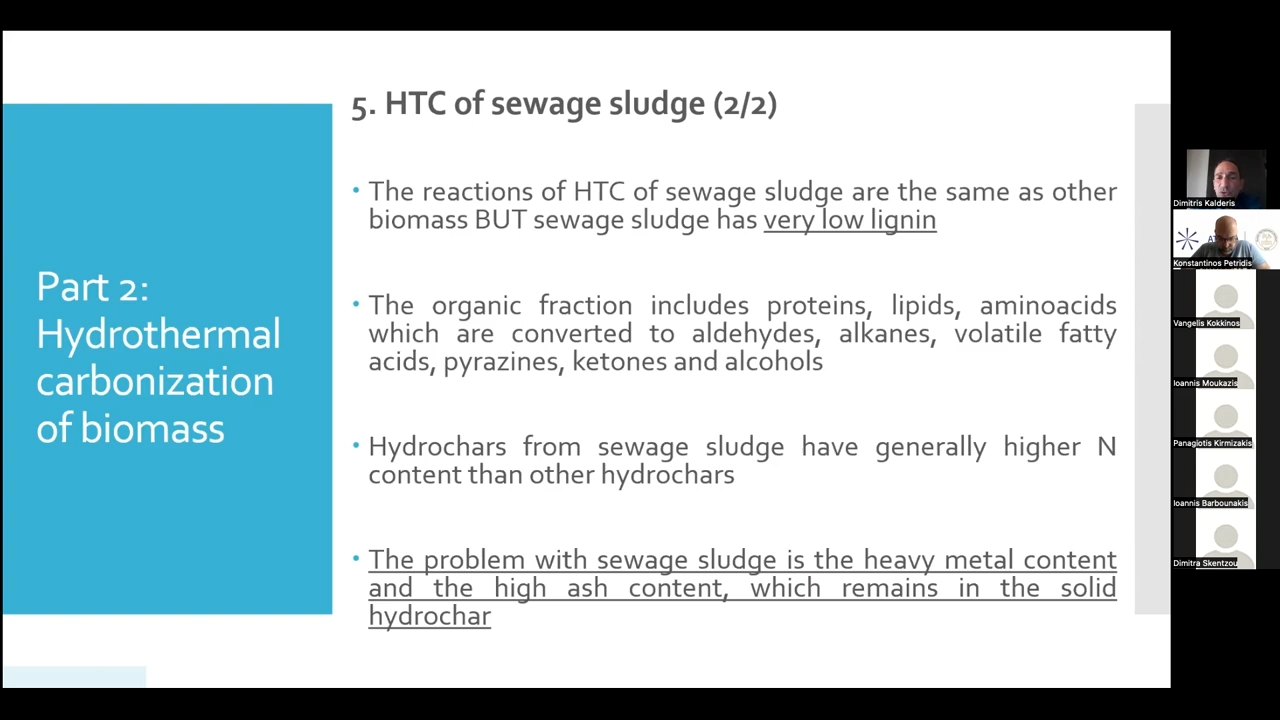 5. HTC of sewage sludge (2/2)
• The reactions of HTC of sewage sludge are the same as other
biomass BUT sewage sludge has very low lignin
• The organic fraction includes proteins, lipids, aminoacids
which are converted to aldehydes, alkanes, volatile fatty
acids, pyrazines, ketones and alcohols
• Hydrochars from sewage sludge have generally higher N
content than other hydrochars
• The problem with sewage sludge is the heavy metal content
and the high ash content, which remains in the solid
hydrochar
Part 2:
Hydrothermal
carbonization
of biomass
Dimitris Kalderis
Konstantinos Petridis
Vangelis Kokkinos
Ioannis Moukazis
Panagiotis Kirmizakis
Ioannis Barbounakis
Dimitra Skentzou